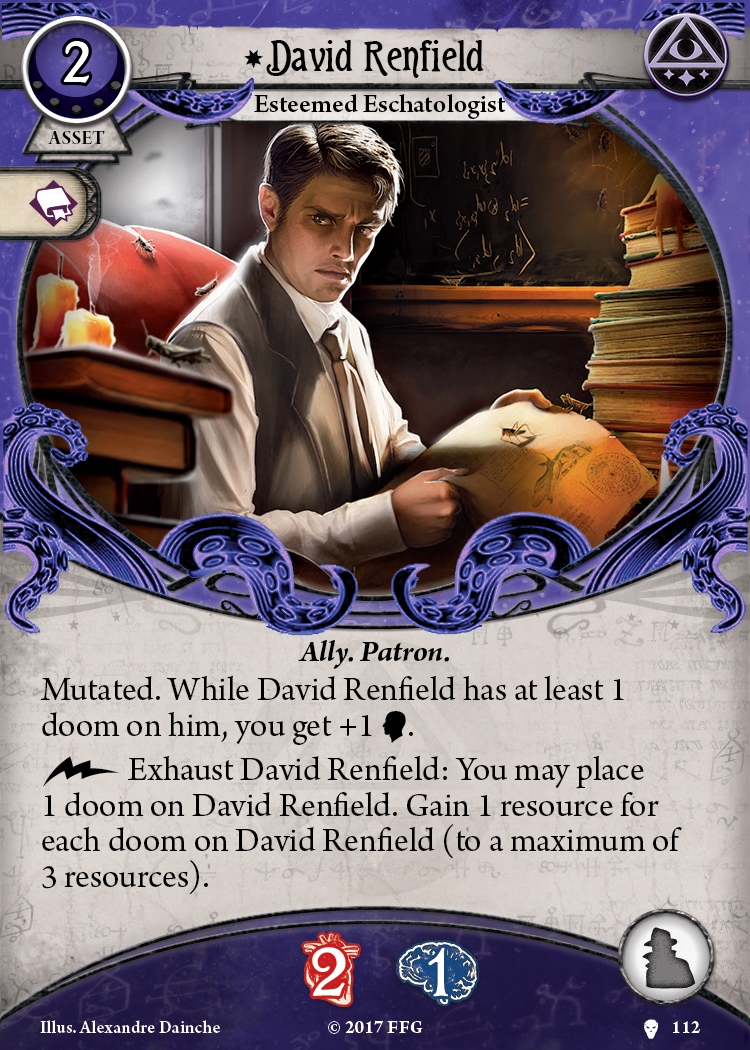 2
David Renfield
Esteemed Eschatologist
ASSET
Ally. Patron.
Mutated. While David Renfield has at least 1
doom on him, you get +1 .
Exhaust David Renfield: You may place
1 doom on David Renfield. Gain 1 resource for
each doom on David Renfield (to a maximum of
3 resources).
2
1
Illus. Alexandre Dainche
© 2017 FFG
112